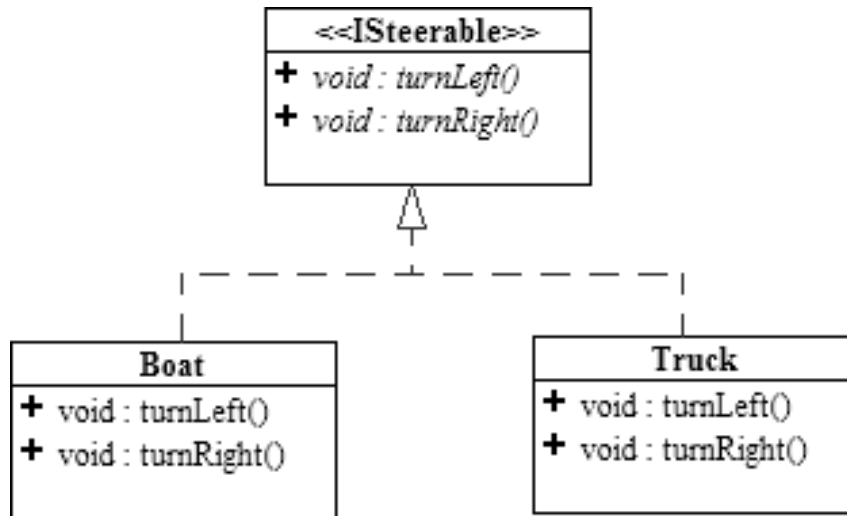 <<ISteerable>>
+ void : turnLeft()
+ void : turnRight()
Boat
+ void : turnLeft()
+ void : turnRight()
Truck
+ void : turnLeft()
+ void : turnRight()